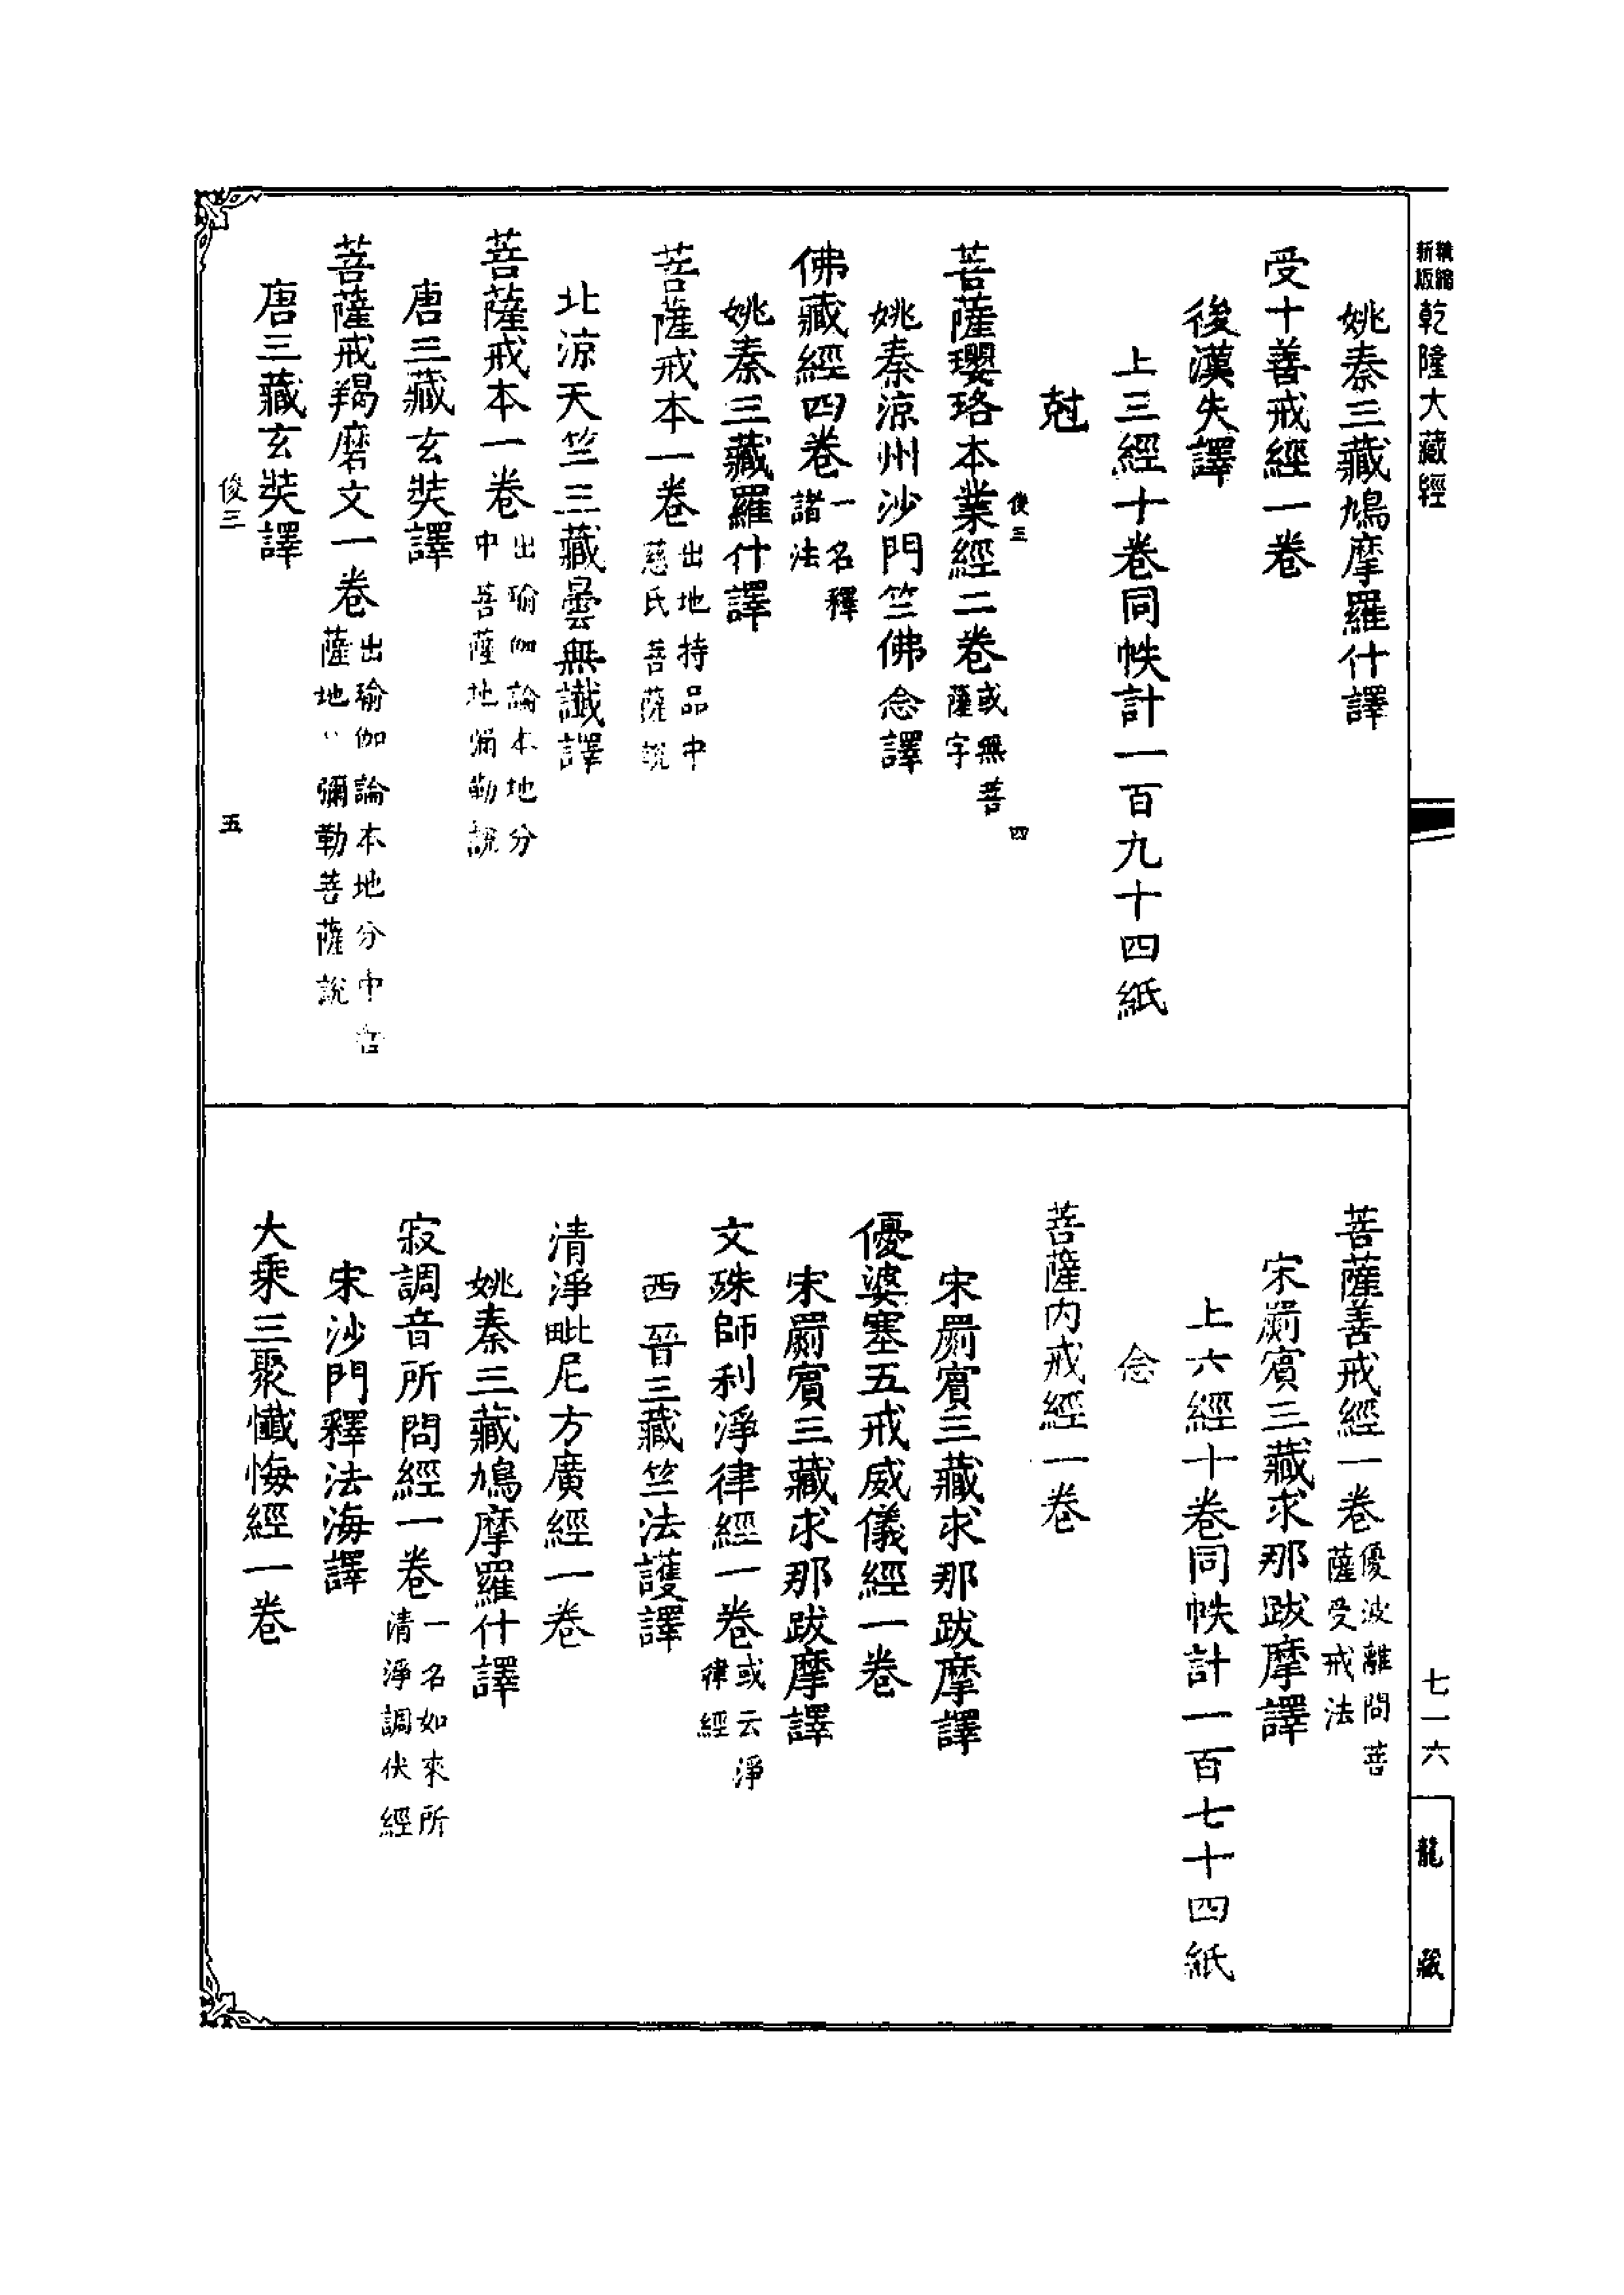 新版
精縮
乾隆大藏經
姚秦三藏鳩摩羅什譯
受十善戒經一卷
後漢失譯
上三經十卷同帙計一百九十四紙
尅
俊三
四
菩薩瓔珞本業經二卷
或無菩
薩字
姚秦涼州沙門竺佛念譯
佛藏經四卷
一名釋
諸法
姚秦三藏羅什譯
菩薩戒本一卷
出地持品中
慈氏菩薩說
北涼天竺三藏曇無讖譯
菩薩戒本一卷
出瑜伽論本地分
中菩薩地彌勒說
唐三藏玄奘譯
菩薩戒羯磨文一卷
出瑜伽論本地分中菩
薩地彌勒菩薩說
唐三藏玄奘譯
俊三
五
菩薩善戒經一卷
優波離問菩
薩受戒法
宋罽賓三藏求那跋摩譯
上六經十卷同帙計一百七十四紙
念
菩薩內戒經一卷
宋罽賓三藏求那跋摩譯
優婆塞五戒威儀經一卷
宋罽賓三藏求那跋摩譯
文殊師利淨律經一卷
或云淨
律經
西晉三藏竺法護譯
清淨毗尼方廣經一卷
姚秦三藏鳩摩羅什譯
寂調音所問經一卷
一名如來所
清淨調伏經
宋沙門釋法海譯
大乘三聚懺悔經一卷
七一六
龍藏